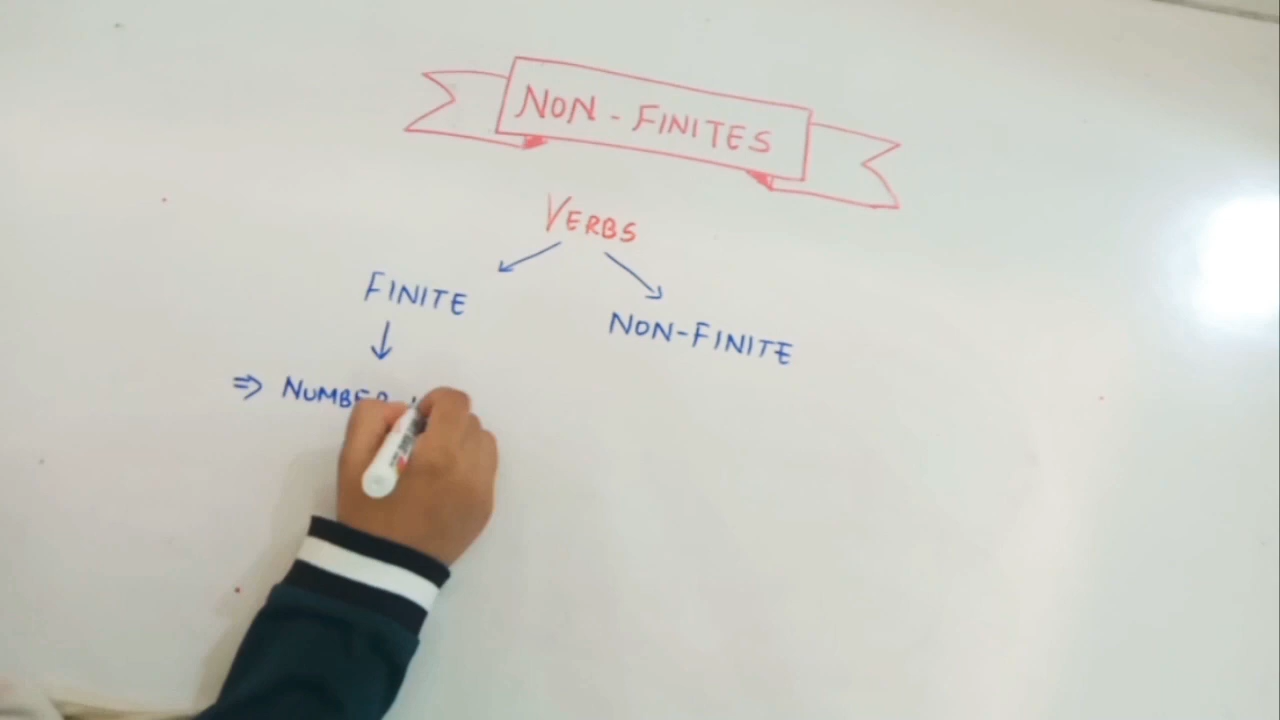 NON-FINITES
VERBS
FINITE
NON-FINITE
⇒ NUMBER